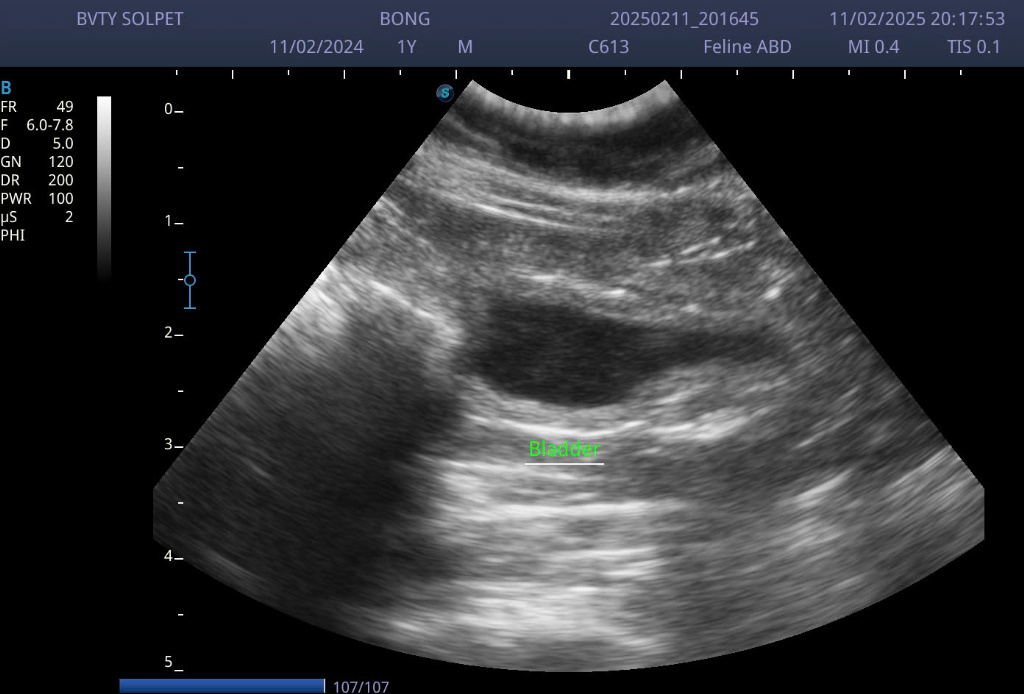 BVTY SOLPET BONG 20250211_201645 11/02/2025 20:17:53
11/02/2024 1Y M C613 Feline ABD MI 0.4 TIS 0.1
B
FR 49
F 6.0-7.8
D 5.0
GN 120
DR 200
PWR 100
µS 2
PHI
S
0
1
2
3
4
5
Bladder
107/107